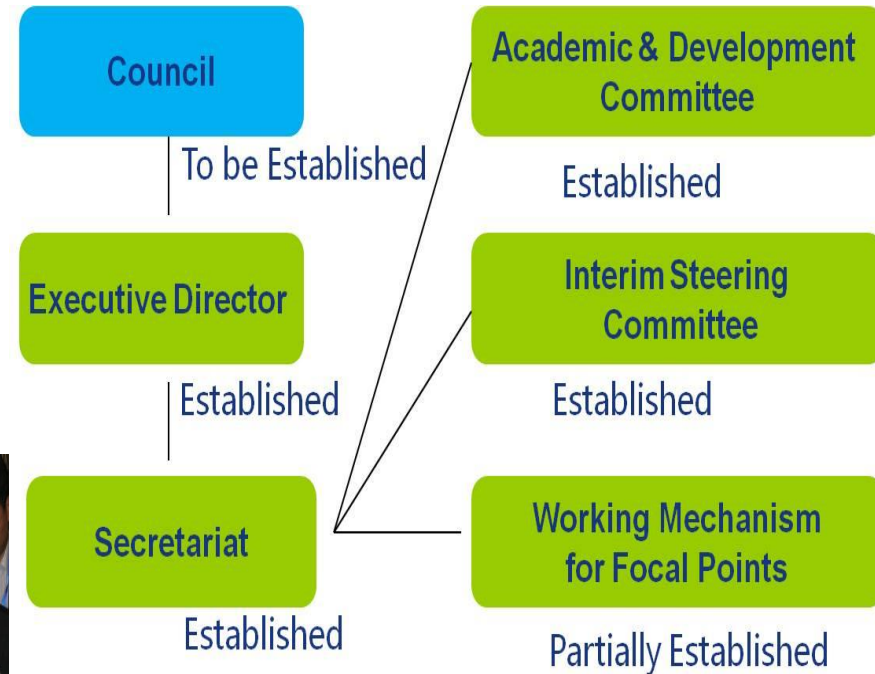 Council
To be Established
Executive Director
Established
Secretariat
Established
Academic & Development
Committee
Established
Interim Steering
Committee
Established
Working Mechanism
for Focal Points
Partially Established